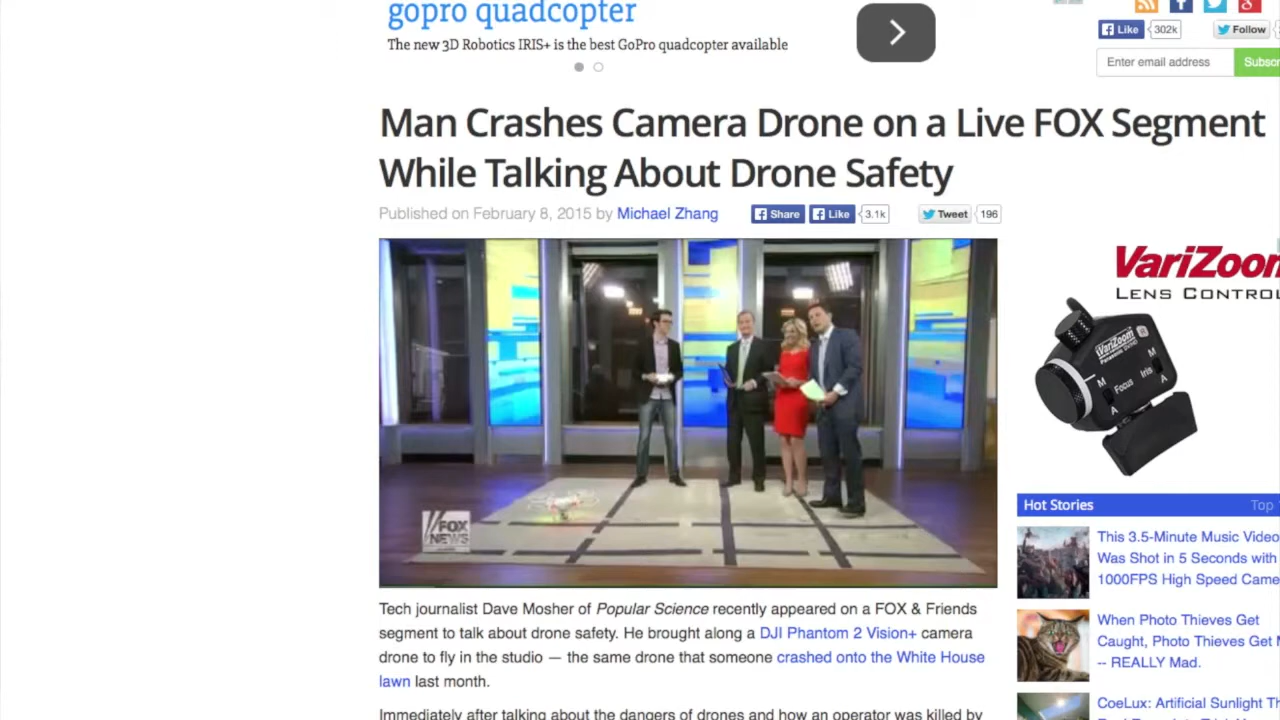 gopro quadcopter
The new 3D Robotics IRIS+ is the best GoPro quadcopter available
Like 302k
Follow
Enter email address
Man Crashes Camera Drone on a Live FOX Segment
While Talking About Drone Safety
Published on February 8, 2015 by Michael Zhang
Share Like 3.1k Tweet 196
FOX
NEWS
VariZoom
LENS CONTROL
VariZoom
M
Focus
Iris
M
A
A
Hot Stories Top
This 3.5-Minute Music Video
Was Shot in 5 Seconds with
1000FPS High Speed Came
When Photo Thieves Get
Caught, Photo Thieves Get
-- REALLY Mad.
CoeLux: Artificial Sunlight Th
Tech journalist Dave Mosher of Popular Science recently appeared on a FOX & Friends
segment to talk about drone safety. He brought along a DJI Phantom 2 Vision+ camera
drone to fly in the studio — the same drone that someone crashed onto the White House
lawn last month.
Immediately after talking about the dangers of drones and how an operator was killed by